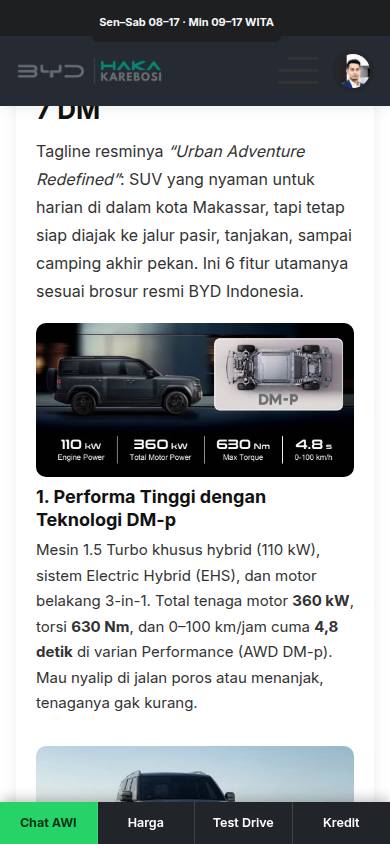 Sen–Sab 08–17 · Min 09–17 WITA
BYD HAKA
KAREBOSI
7 DM
Tagline resminya “Urban Adventure
Redefined”: SUV yang nyaman untuk
harian di dalam kota Makassar, tapi tetap
siap diajak ke jalur pasir, tanjakan, sampai
camping akhir pekan. Ini 6 fitur utamanya
sesuai brosur resmi BYD Indonesia.
DM-P
110 kW 360 kW 630 Nm 4.8 s
Engine Power Total Motor Power Max Torque 0-100 km/h
1. Performa Tinggi dengan
Teknologi DM-p
Mesin 1.5 Turbo khusus hybrid (110 kW),
sistem Electric Hybrid (EHS), dan motor
belakang 3-in-1. Total tenaga motor 360 kW,
torsi 630 Nm, dan 0–100 km/jam cuma 4,8
detik di varian Performance (AWD DM-p).
Mau nyalip di jalan poros atau menanjak,
tenaganya gak kurang.
Chat AWI Harga Test Drive Kredit